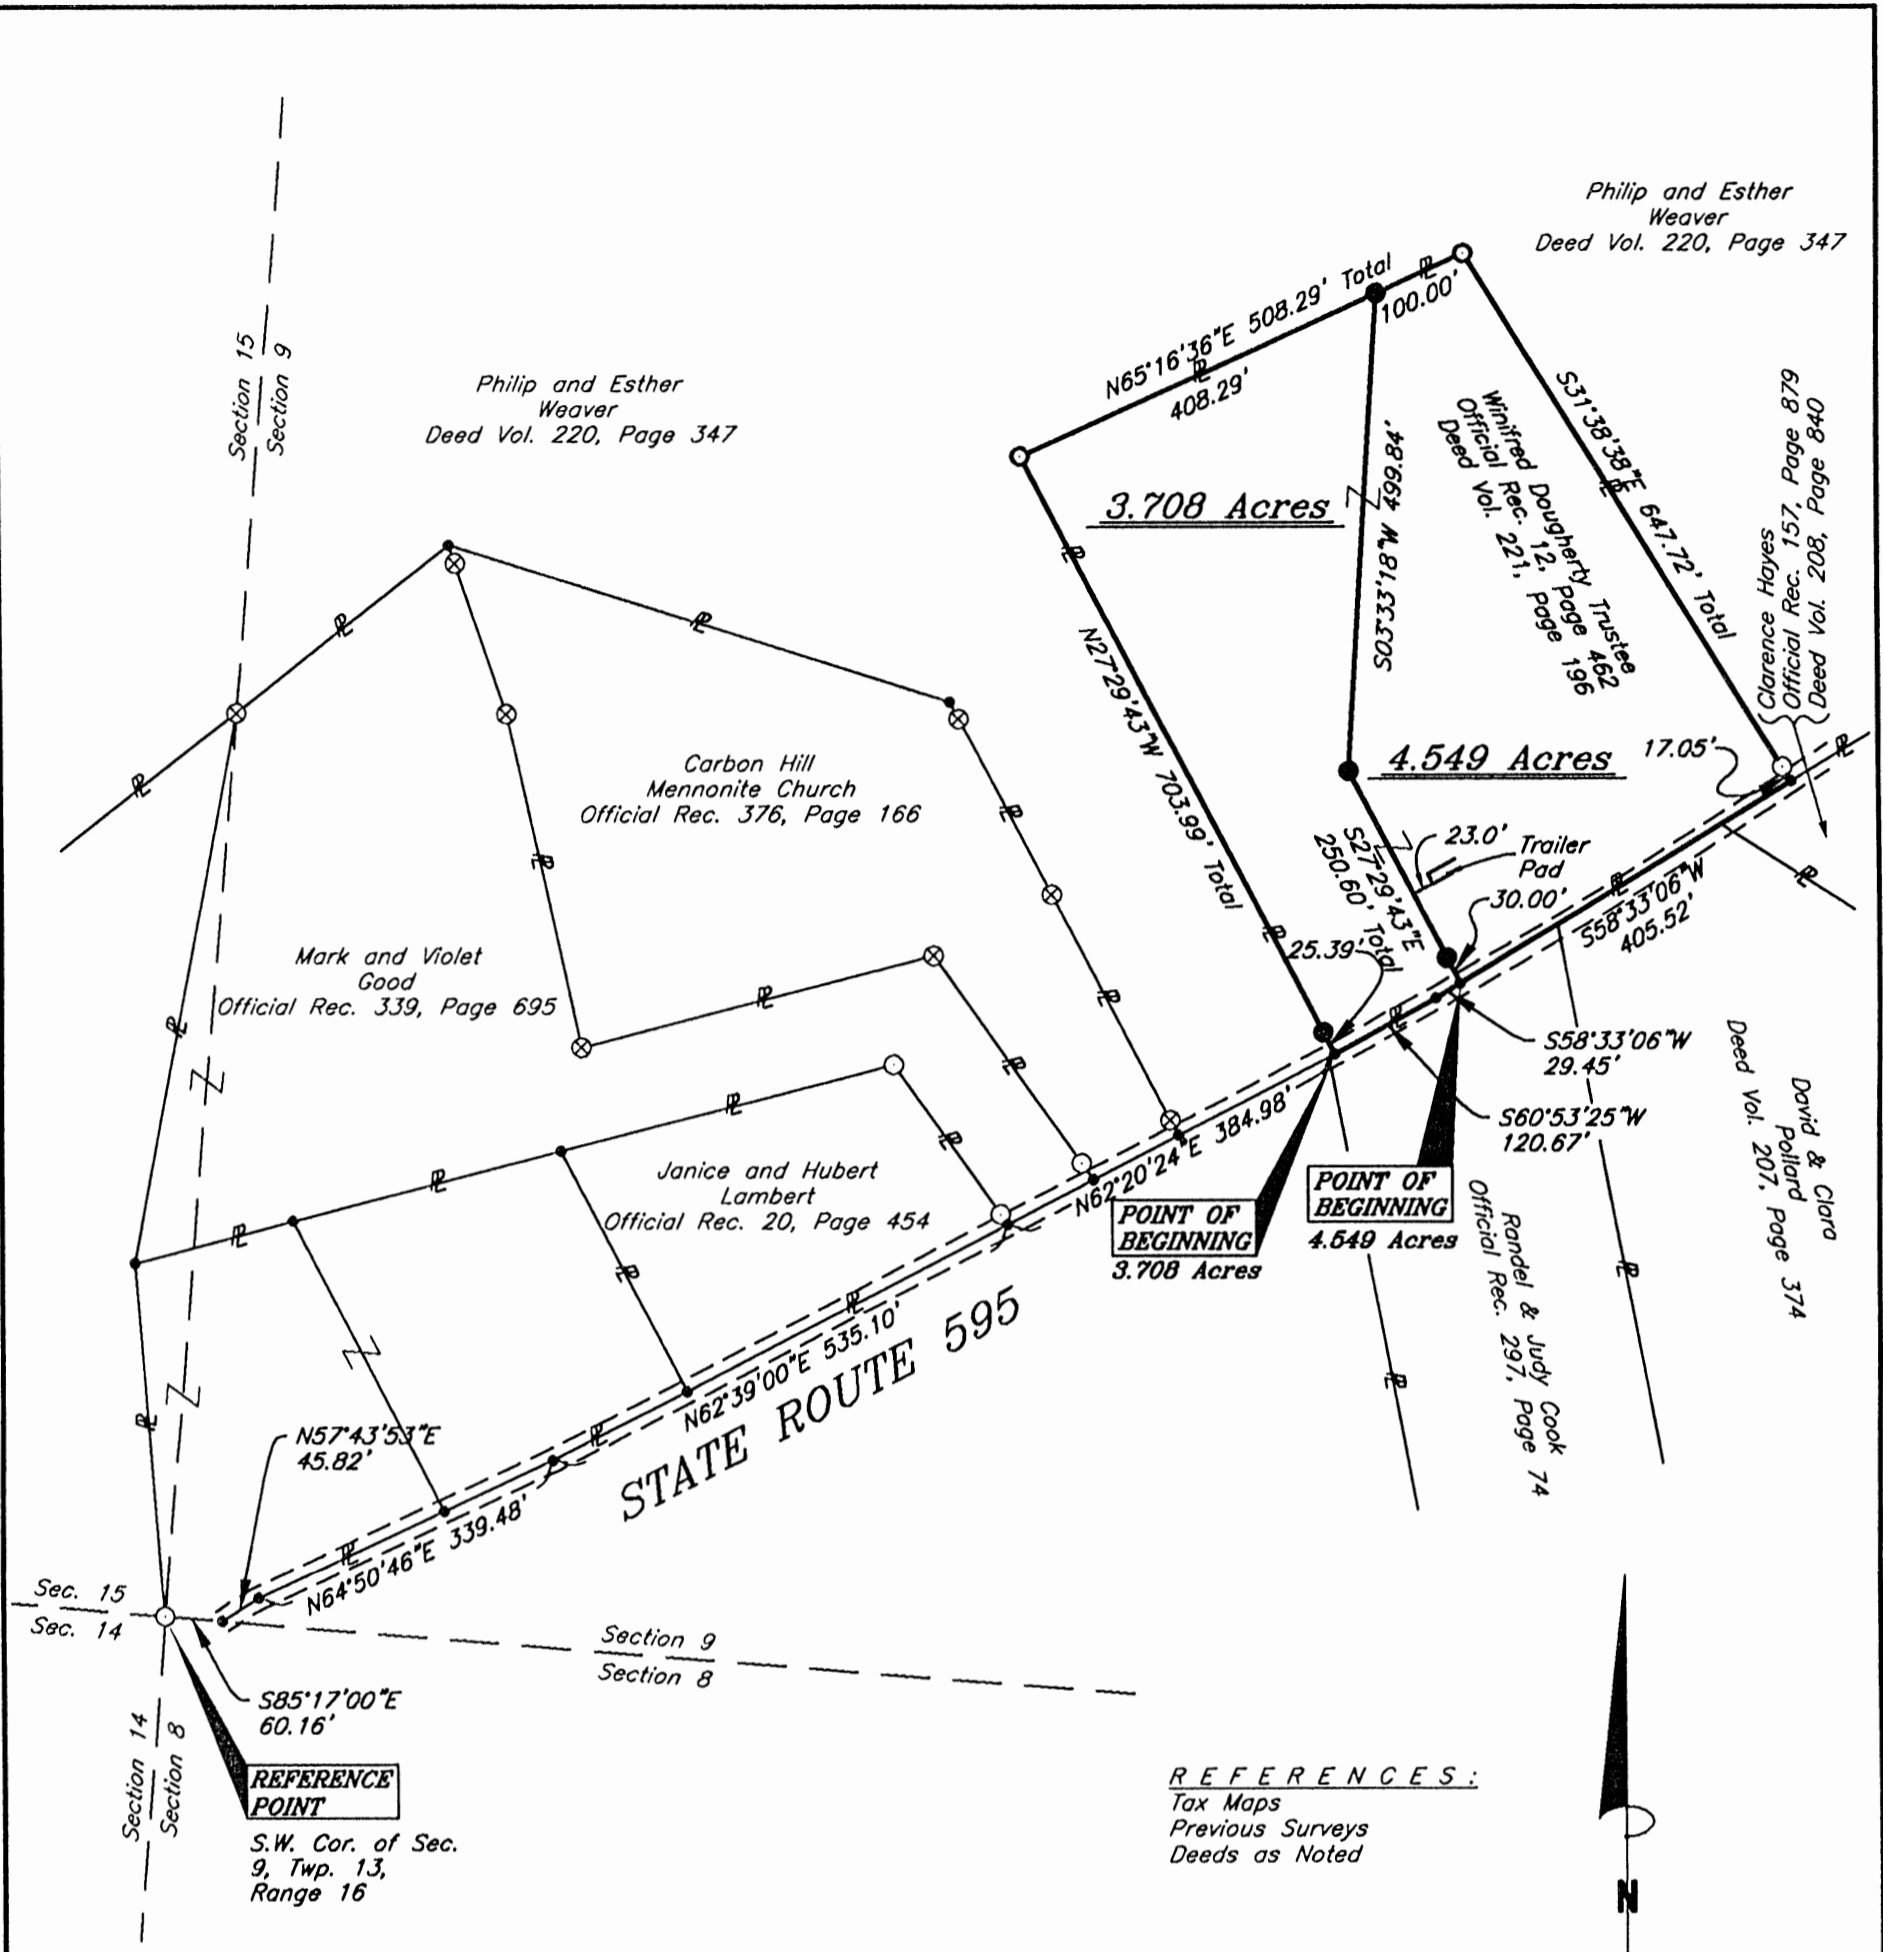 Philip and Esther
Weaver
Deed Vol. 220, Page 347
N65°16'36"E 508.29' Total
100.00'
408.29'
Section 15
Section 9
Philip and Esther
Weaver
Deed Vol. 220, Page 347
3.708 Acres
S03°33'18"W 499.84'
Winifred Dougherty Trustee
Official Rec. 12, Page 462
Deed Vol. 221, Page 196
S31°38'38"E 647.72' Total
Clarence Hayes
Official Rec. 157, Page 879
Deed Vol. 208, Page 840
N27°29'43"W 703.99' Total
4.549 Acres
17.05'
Carbon Hill
Mennonite Church
Official Rec. 376, Page 166
S27°29'43"E
250.60' Total
23.0'
Trailer
Pad
30.00'
25.39'
S58°33'06"W
405.52'
Mark and Violet
Good
Official Rec. 339, Page 695
S58°33'06"W
29.45'
S60°53'25"W
120.67'
David & Clara
Pollard
Deed Vol. 207, Page 374
Randel & Judy Cook
Official Rec. 297, Page 74
Janice and Hubert
Lambert
Official Rec. 20, Page 454
N62°20'24"E 384.98'
POINT OF
BEGINNING
3.708 Acres
POINT OF
BEGINNING
4.549 Acres
N62°39'00"E 535.10'
STATE ROUTE 595
N57°43'53"E
45.82'
N64°50'46"E 339.48'
Sec. 15
Sec. 14
Section 9
Section 8
S85°17'00"E
60.16'
Section 14
Section 8
REFERENCE
POINT
S.W. Cor. of Sec.
9, Twp. 13,
Range 16
REFERENCES:
Tax Maps
Previous Surveys
Deeds as Noted
N